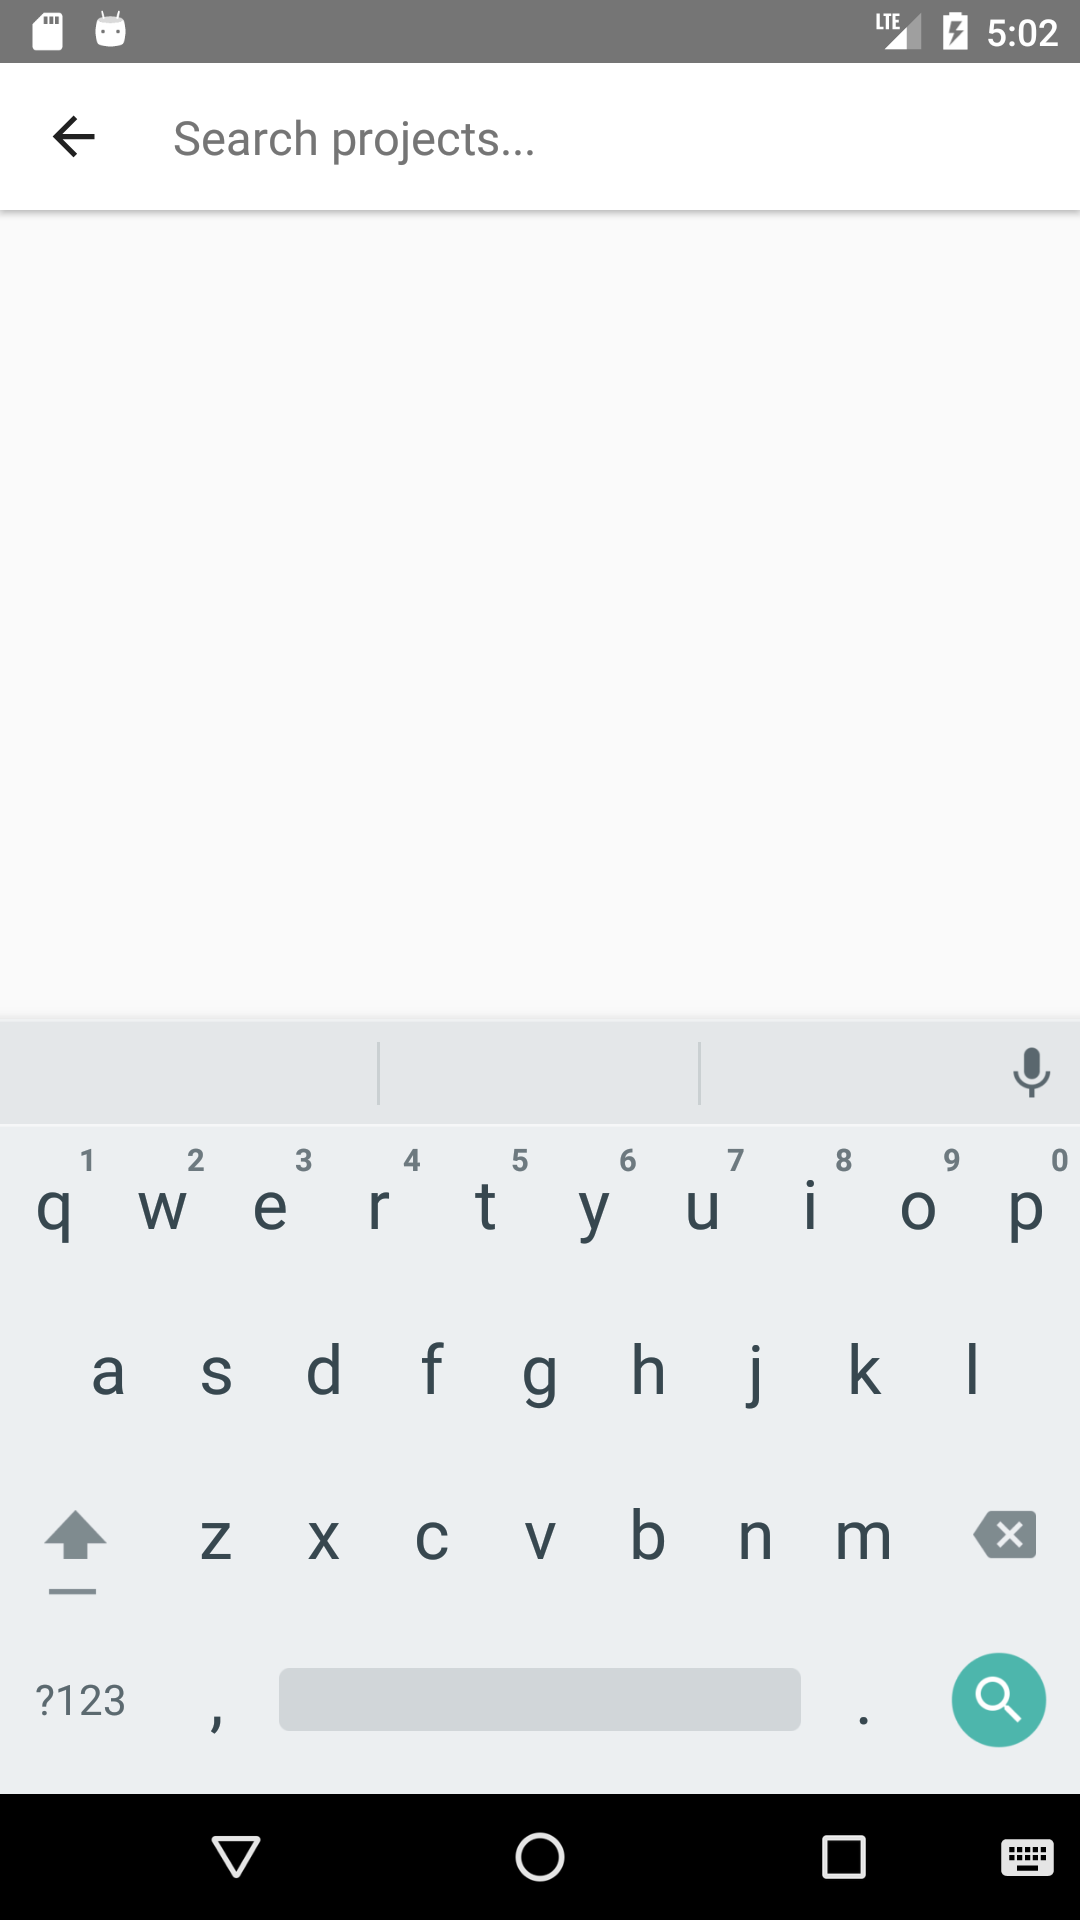 LTE 5:02
Search projects...
1 2 3 4 5 6 7 8 9 0
q w e r t y u i o p
a s d f g h j k l
z x c v b n m
?123 , .